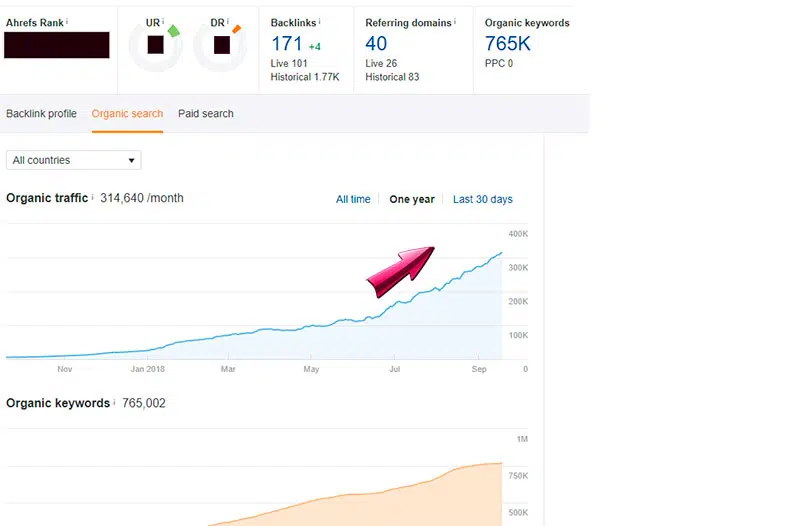 Ahrefs Rank i UR i DR i Backlinks i Referring domains i Organic keywords
171 +4 40 765K
Live 101 Live 26 PPC 0
Historical 1.77K Historical 83
Backlink profile Organic search Paid search
All countries
Organic traffic i 314,640 /month All time One year Last 30 days
400K
300K
200K
100K
Nov Jan 2018 Mar May Jul Sep 0
Organic keywords i 765,002
1M
750K
500K